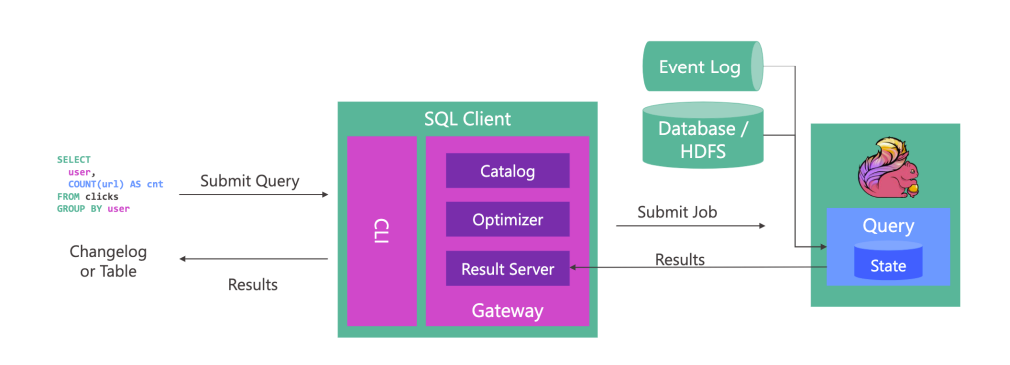 SELECT
user,
COUNT(url) AS cnt
FROM clicks
GROUP BY user
Submit Query
Changelog
or Table
Results
SQL Client
CLI
Catalog
Optimizer
Result Server
Gateway
Submit Job
Results
Event Log
Database /
HDFS
Query
State